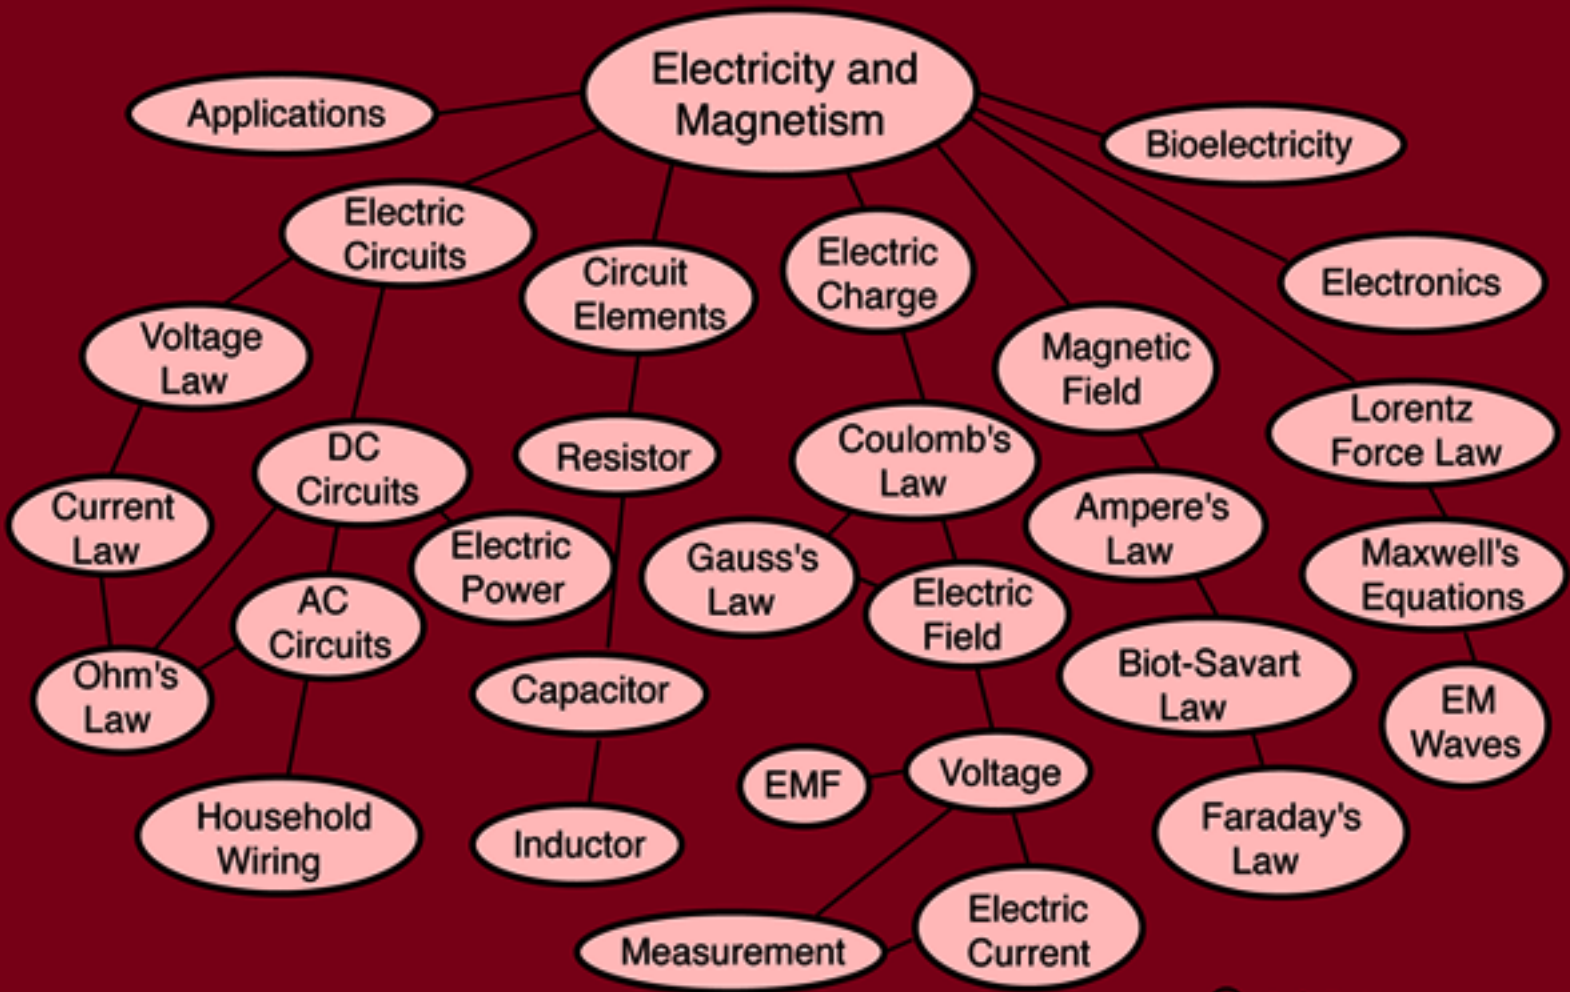 Electricity and
Magnetism
Applications
Bioelectricity
Electric
Circuits
Circuit
Elements
Electric
Charge
Electronics
Voltage
Law
Magnetic
Field
Lorentz
Force Law
DC
Circuits
Resistor
Coulomb's
Law
Current
Law
Electric
Power
Gauss's
Law
Ampere's
Law
Maxwell's
Equations
AC
Circuits
Electric
Field
Ohm's
Law
Capacitor
Biot-Savart
Law
EM
Waves
EMF
Voltage
Household
Wiring
Inductor
Faraday's
Law
Measurement
Electric
Current